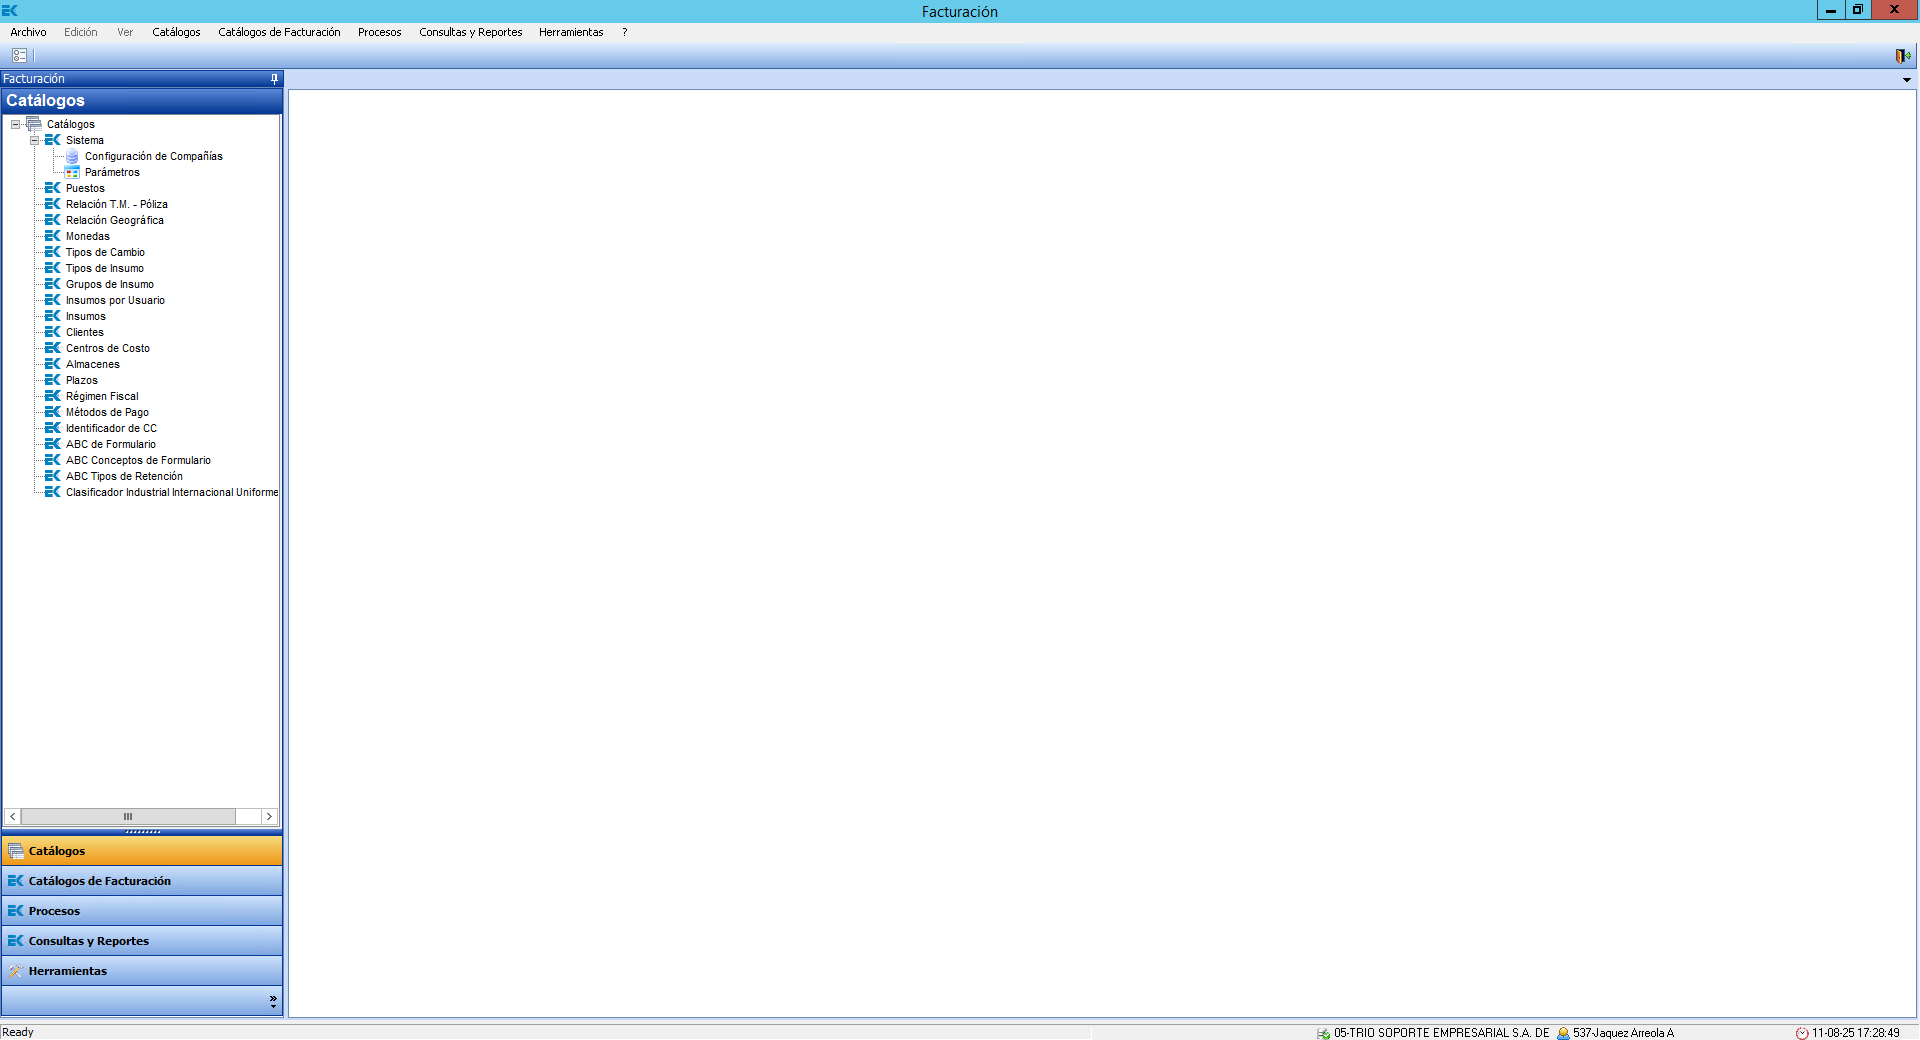 Facturación
Archivo Edición Ver Catálogos Catálogos de Facturación Procesos Consultas y Reportes Herramientas ?
Facturación
Catálogos
Catálogos
Sistema
Configuración de Compañías
Parámetros
Puestos
Relación T.M. - Póliza
Relación Geográfica
Monedas
Tipos de Cambio
Tipos de Insumo
Grupos de Insumo
Insumos por Usuario
Insumos
Clientes
Centros de Costo
Almacenes
Plazos
Régimen Fiscal
Métodos de Pago
Identificador de CC
ABC de Formulario
ABC Conceptos de Formulario
ABC Tipos de Retención
Clasificador Industrial Internacional Uniforme
Catálogos
Catálogos de Facturación
Procesos
Consultas y Reportes
Herramientas
Ready 05-TRIO SOPORTE EMPRESARIAL S.A. DE 537-Jaquez Arreola A 11-08-25 17:28:49